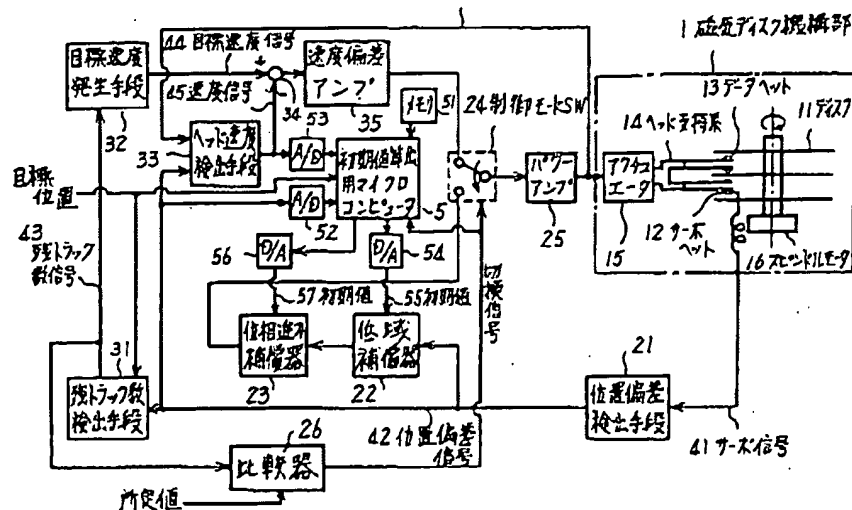 1 磁気ディスク機構部
44 目標速度信号
目標速度
発生手段
32
45 速度信号
34
速度偏差
アンプ
35
メモリ
51
24 制御モードSW
13 データヘッド
14 ヘッド支持系
11 ディスク
ヘッド速度
検出手段
33
53
A/D
初期値算出
用マイクロ
コンピュータ
5
パワー
アンプ
25
アクチュ
エータ
15
12 サーボ
ヘッド
16 スピンドルモータ
目標
位置
A/D
52
43
残トラック
数信号
56
D/A
D/A
54
57 初期値
55 初期値
切換信号
位相進み
補償器
23
低域
補償器
22
31
残トラック数
検出手段
21
位置偏差
検出手段
42 位置偏差
信号
41 サーボ信号
26
比較器
所定値